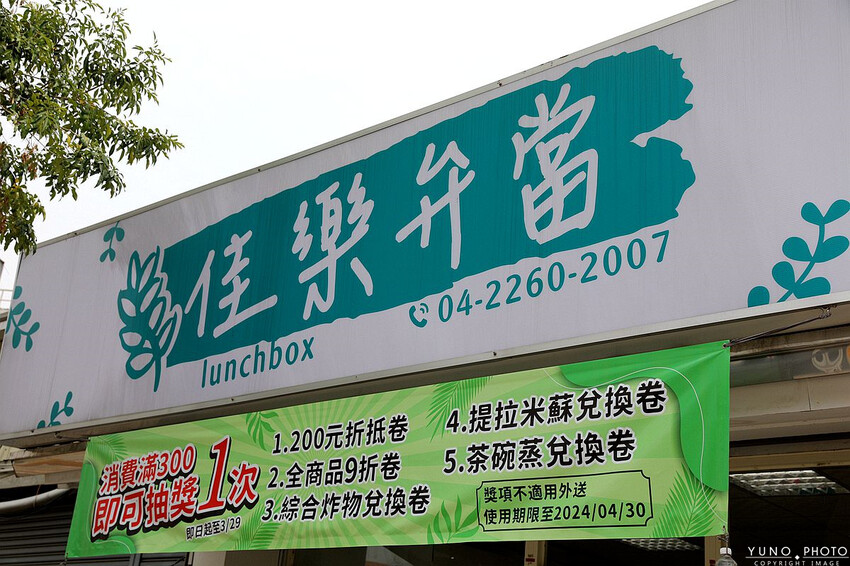 佳樂弁當
lunchbox
04-2260-2007
消費滿300
即可抽獎1次
即日起至3/29
1.200元折抵卷
2.全商品9折卷
3.綜合炸物兌換卷
4.提拉米蘇兌換卷
5.茶碗蒸兌換卷
獎項不適用外送
使用期限至2024/04/30
YUNO PHOTO
COPYRIGHT IMAGE